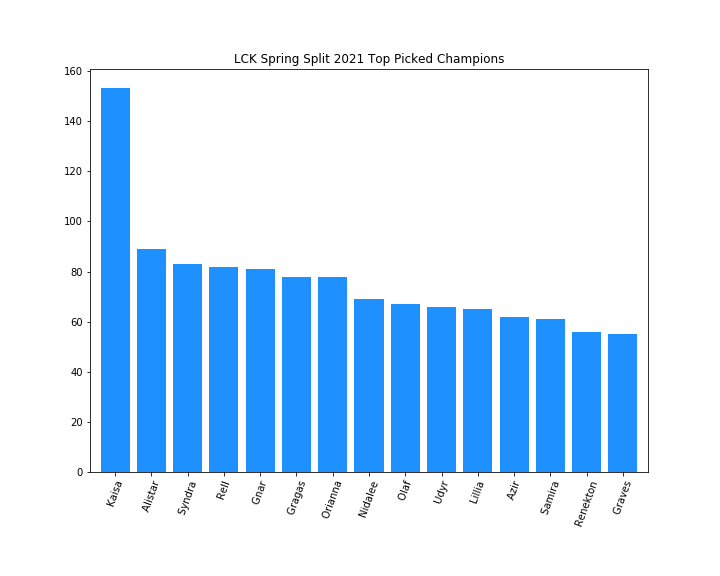 LCK Spring Split 2021 Top Picked Champions
160
140
120
100
80
60
40
20
0
Kaisa
Alistar
Syndra
Rell
Gnar
Gragas
Orianna
Nidalee
Olaf
Udyr
Lillia
Azir
Samira
Renekton
Graves